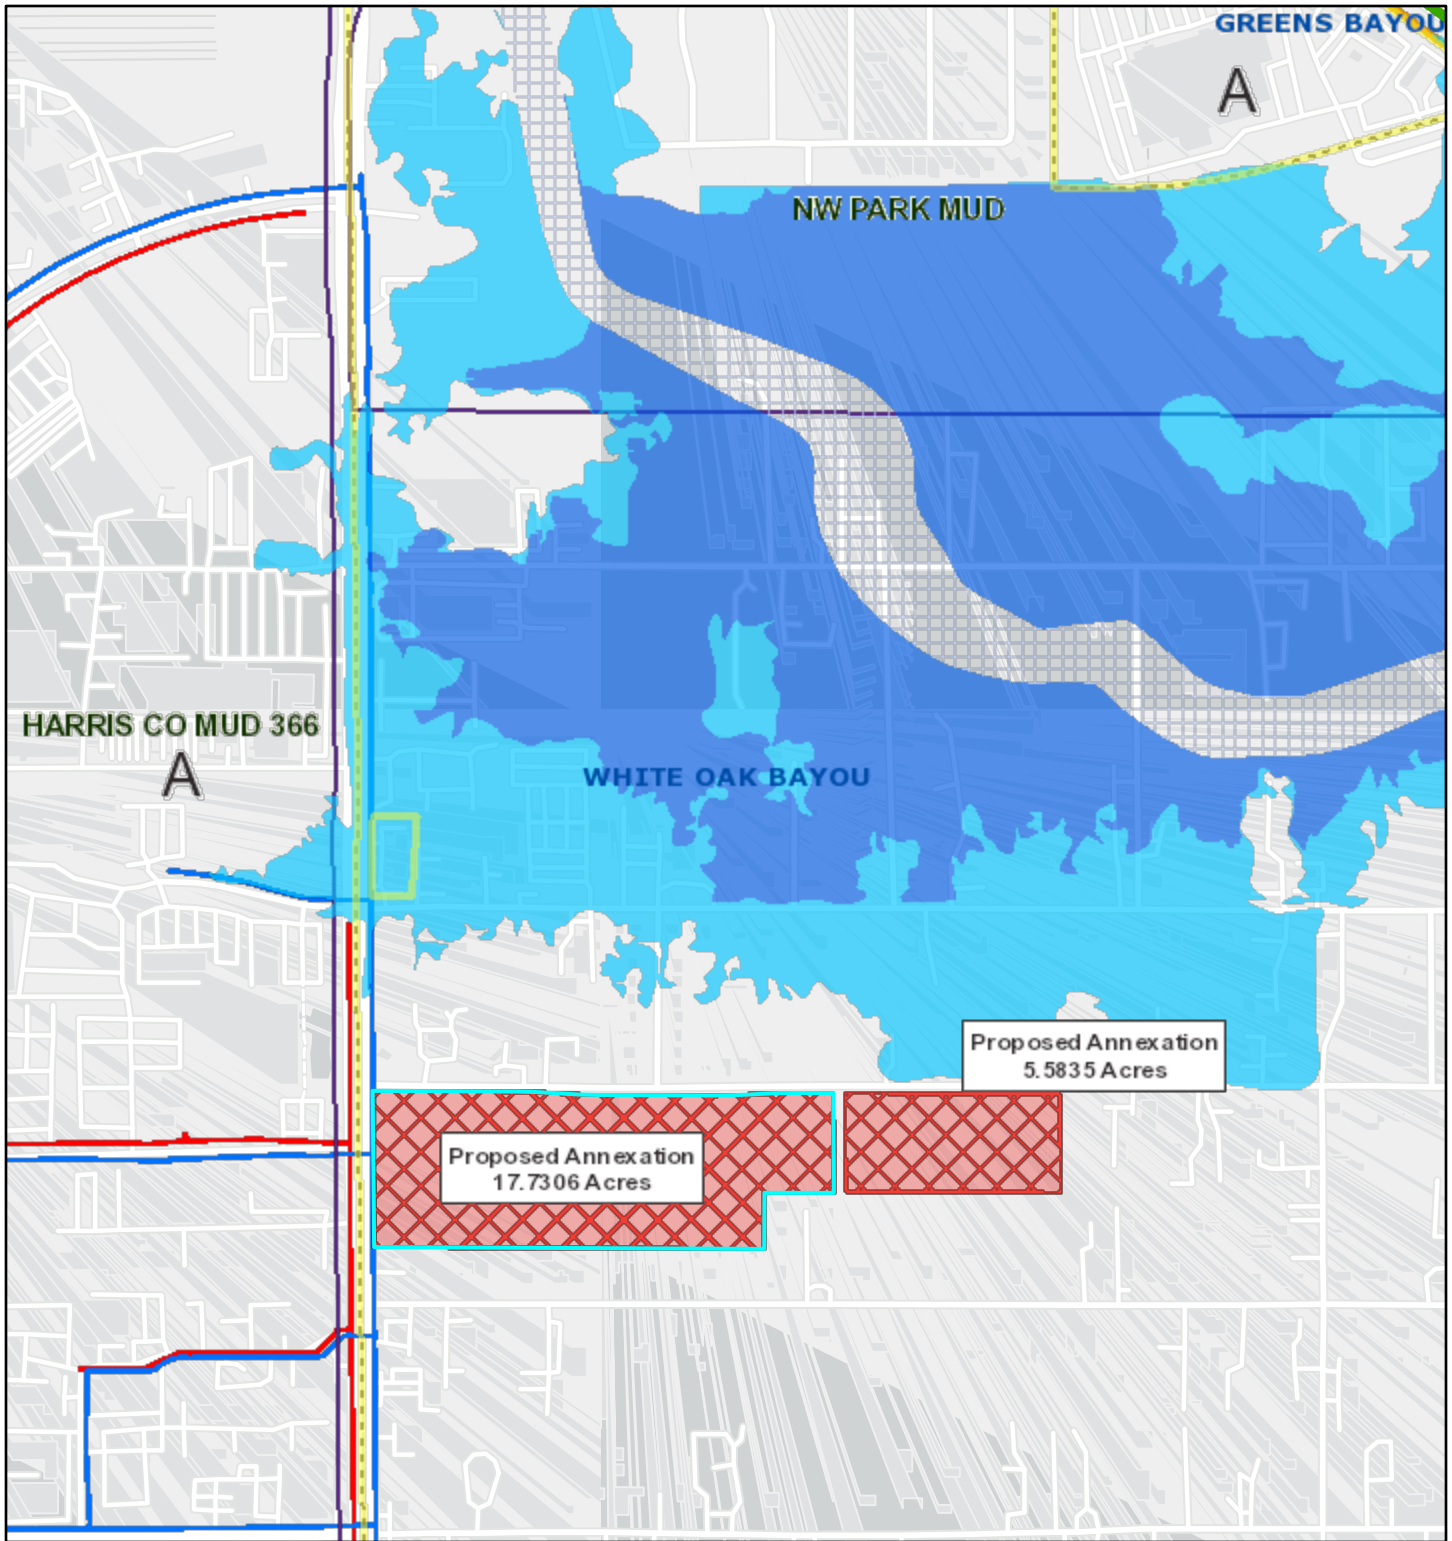 GREENS BAYOU
A
NW PARK MUD
HARRIS CO MUD 366
A
WHITE OAK BAYOU
Proposed Annexation
5.5835 Acres
Proposed Annexation
17.7306 Acres